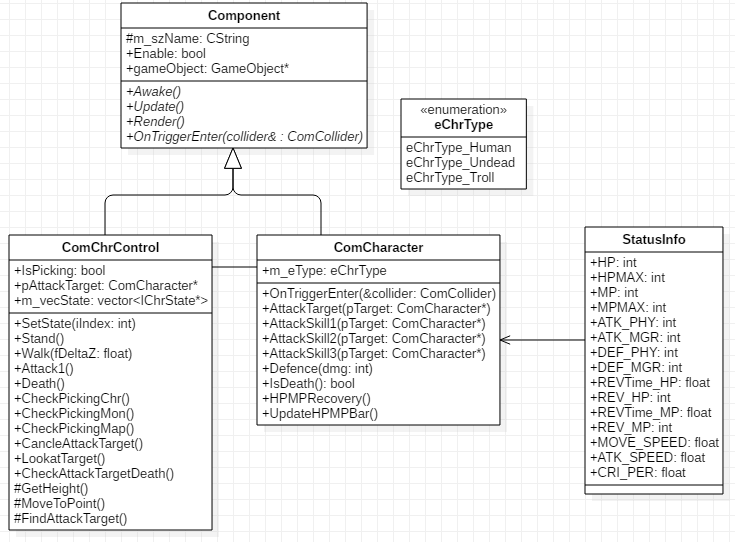 Component
#m_szName: CString
+Enable: bool
+gameObject: GameObject*
+Awake()
+Update()
+Render()
+OnTriggerEnter(collider& : ComCollider)
«enumeration»
eChrType
eChrType_Human
eChrType_Undead
eChrType_Troll
ComChrControl
+IsPicking: bool
+pAttackTarget: ComCharacter*
+m_vecState: vector<IChrState*>
+SetState(iIndex: int)
+Stand()
+Walk(fDeltaZ: float)
+Attack1()
+Death()
+CheckPickingChr()
+CheckPickingMon()
+CheckPickingMap()
+CancleAttackTarget()
+LookatTarget()
+CheckAttackTargetDeath()
#GetHeight()
#MoveToPoint()
#FindAttackTarget()
ComCharacter
+m_eType: eChrType
+OnTriggerEnter(&collider: ComCollider)
+AttackTarget(pTarget: ComCharacter*)
+AttackSkill1(pTarget: ComCharacter*)
+AttackSkill2(pTarget: ComCharacter*)
+AttackSkill3(pTarget: ComCharacter*)
+Defence(dmg: int)
+IsDeath(): bool
+HPMPRecovery()
+UpdateHPMPBar()
StatusInfo
+HP: int
+HPMAX: int
+MP: int
+MPMAX: int
+ATK_PHY: int
+ATK_MGR: int
+DEF_PHY: int
+DEF_MGR: int
+REVTime_HP: float
+REV_HP: int
+REVTime_MP: float
+REV_MP: int
+MOVE_SPEED: float
+ATK_SPEED: float
+CRI_PER: float